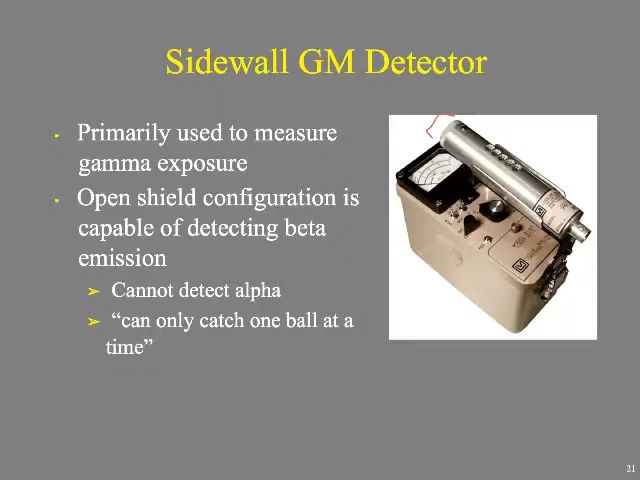 Sidewall GM Detector
Primarily used to measure
gamma exposure
Open shield configuration is
capable of detecting beta
emission
Cannot detect alpha
“can only catch one ball at a
time”
21